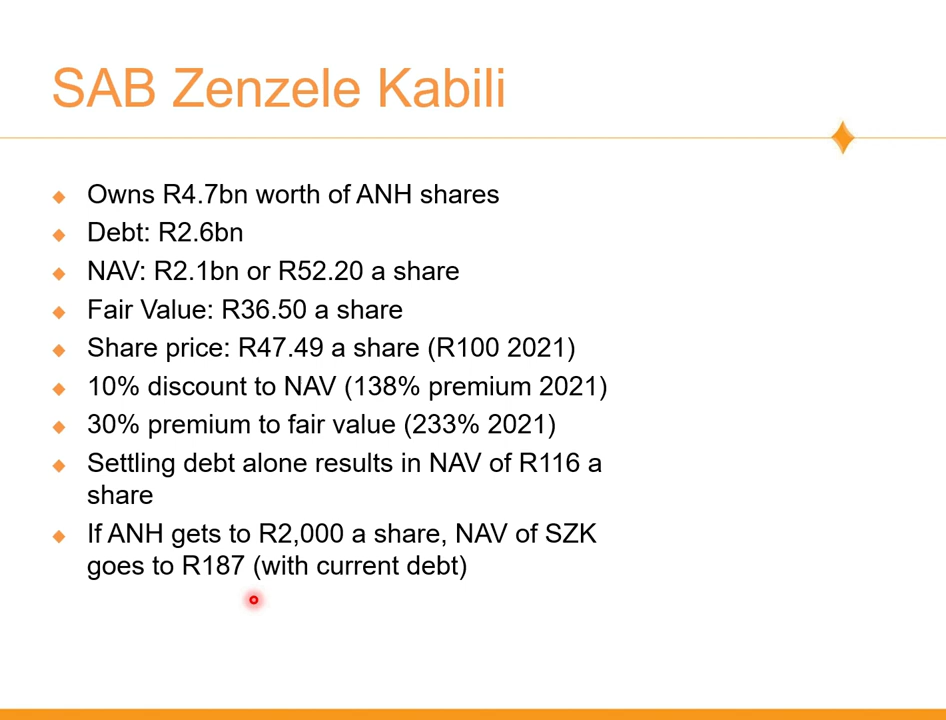 SAB Zenzele Kabili
Owns R4.7bn worth of ANH shares
Debt: R2.6bn
NAV: R2.1bn or R52.20 a share
Fair Value: R36.50 a share
Share price: R47.49 a share (R100 2021)
10% discount to NAV (138% premium 2021)
30% premium to fair value (233% 2021)
Settling debt alone results in NAV of R116 a
share
If ANH gets to R2,000 a share, NAV of SZK
goes to R187 (with current debt)